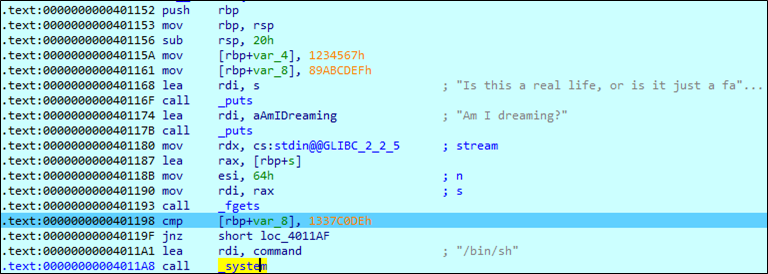 .text:0000000000401152 push rbp
.text:0000000000401153 mov rbp, rsp
.text:0000000000401156 sub rsp, 20h
.text:000000000040115A mov [rbp+var_4], 1234567h
.text:0000000000401161 mov [rbp+var_8], 89ABCDEFh
.text:0000000000401168 lea rdi, s ; "Is this a real life, or is it just a fa"...
.text:000000000040116F call _puts
.text:0000000000401174 lea rdi, aAmIDreaming ; "Am I dreaming?"
.text:000000000040117B call _puts
.text:0000000000401180 mov rdx, cs:stdin@@GLIBC_2_2_5 ; stream
.text:0000000000401187 lea rax, [rbp+s]
.text:000000000040118B mov esi, 64h ; n
.text:0000000000401190 mov rdi, rax ; s
.text:0000000000401193 call _fgets
.text:0000000000401198 cmp [rbp+var_8], 1337C0DEh
.text:000000000040119F jnz short loc_4011AF
.text:00000000004011A1 lea rdi, command ; "/bin/sh"
.text:00000000004011A8 call _system